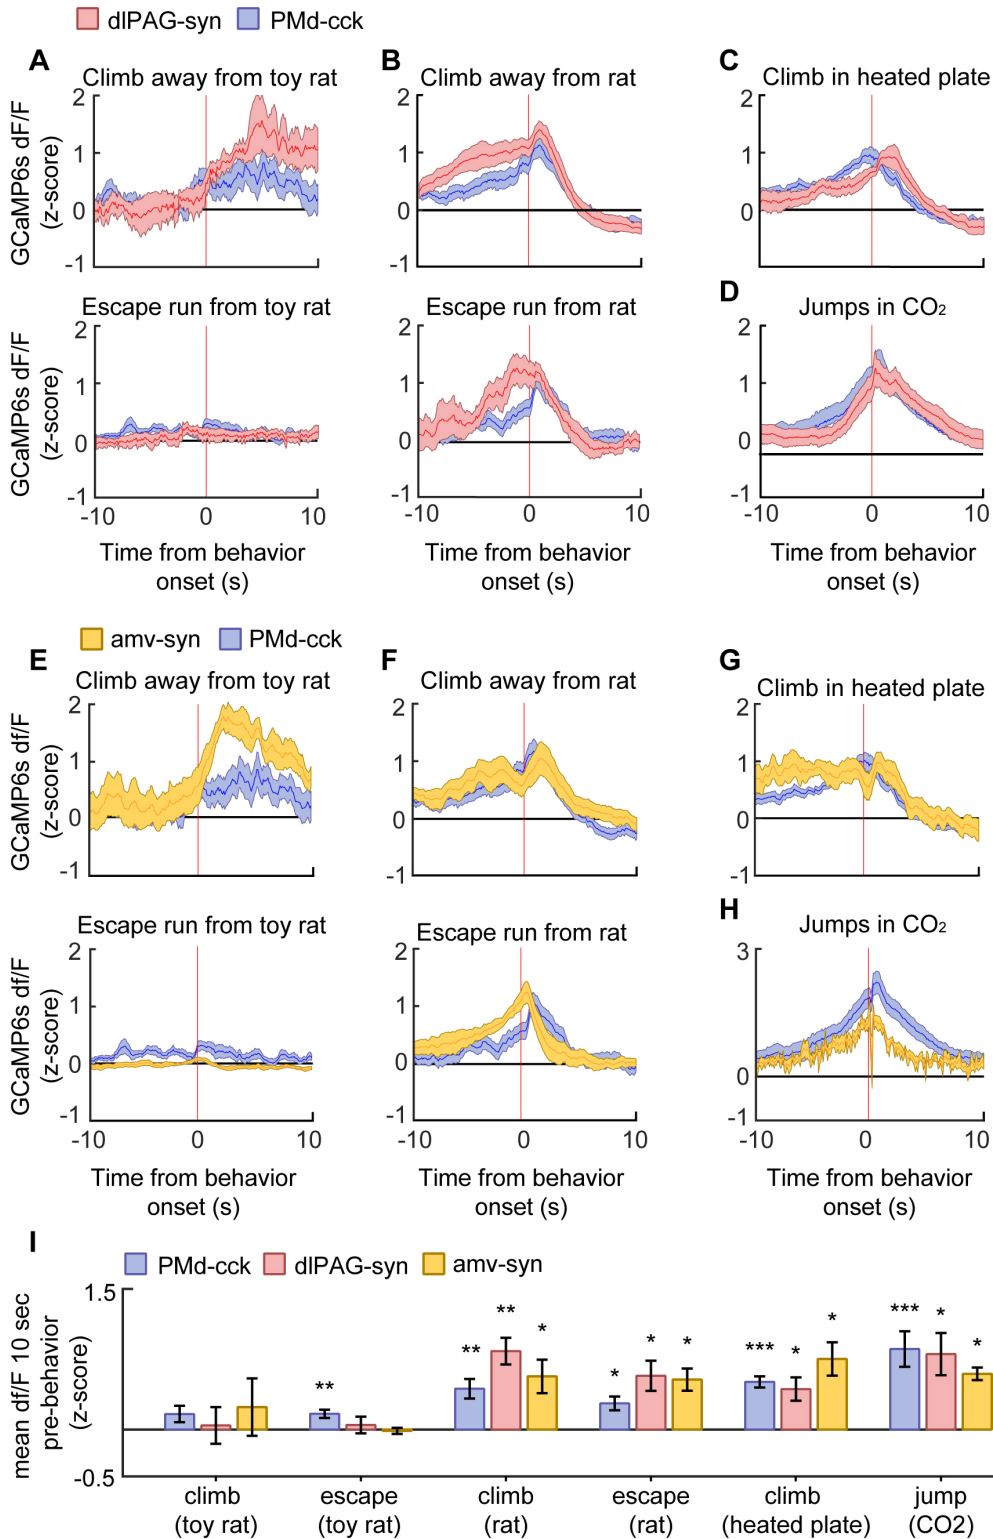 dlPAG-syn PMd-cck
A B C
Climb away from toy rat Climb away from rat Climb in heated plate
GCaMP6s dF/F
(z-score)
2 1 0 -1
2 1 0 -1
2 1 0 -1
D
Escape run from toy rat Escape run from rat Jumps in CO2
GCaMP6s dF/F
(z-score)
2 1 0 -1
2 1 0 -1
2 1 0 -1
-10 0 10 -10 0 10 -10 0 10
Time from behavior Time from behavior Time from behavior
onset (s) onset (s) onset (s)
amv-syn PMd-cck
E F G
Climb away from toy rat Climb away from rat Climb in heated plate
GCaMP6s df/F
(z-score)
2 1 0 -1
2 1 0 -1
2 1 0 -1
H
Escape run from toy rat Escape run from rat Jumps in CO2
GCaMP6s df/F
(z-score)
2 1 0 -1
2 1 0 -1
3 0 -1
-10 0 10 -10 0 10 -10 0 10
Time from behavior Time from behavior Time from behavior
onset (s) onset (s) onset (s)
I
PMd-cck dlPAG-syn amv-syn
mean df/F 10 sec
pre-behavior
(z-score)
1.5
-0.5
** ** ** * * * * *** * * *** * *
climb escape climb escape climb jump
(toy rat) (toy rat) (rat) (rat) (heated plate) (CO2)